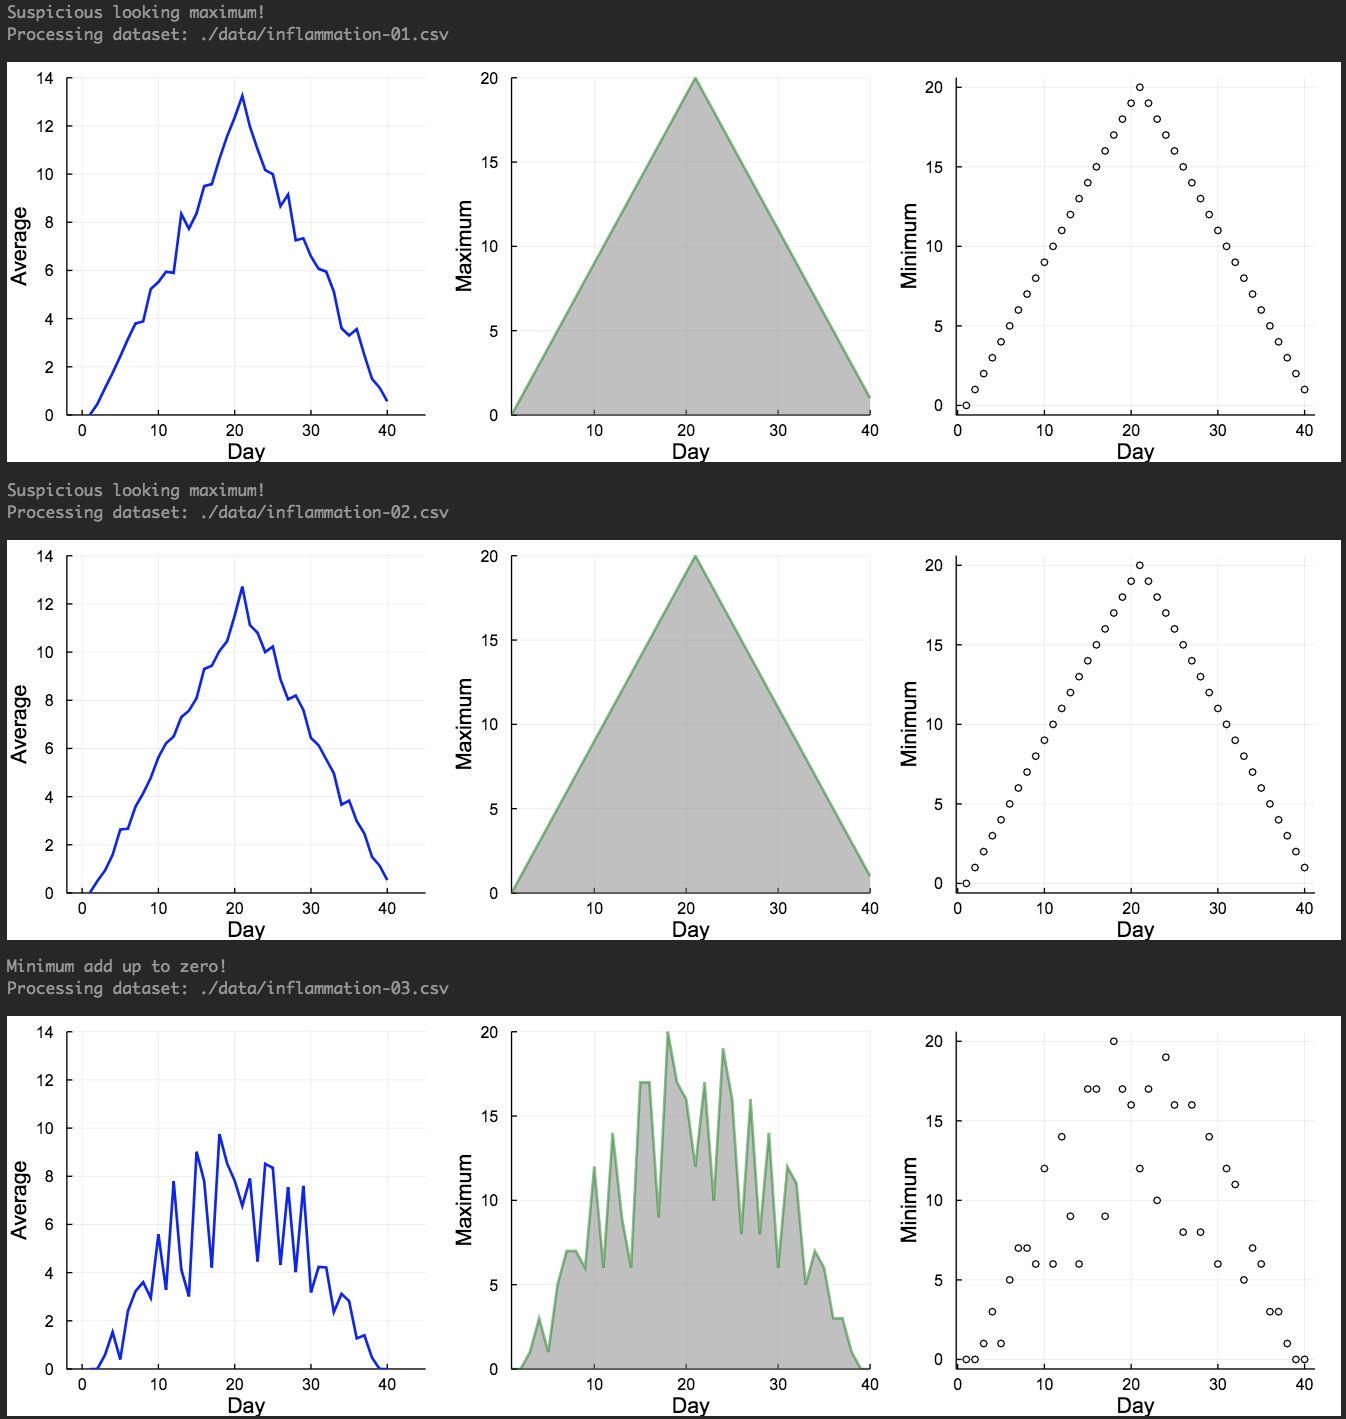 Suspicious looking maximum!
Processing dataset: ./data/inflammation-01.csv
14
12
10
8
6
4
2
0
Average
0 10 20 30 40
Day
20
15
10
5
0
Maximum
10 20 30 40
Day
20
15
10
5
0
Minimum
0 10 20 30 40
Day
Suspicious looking maximum!
Processing dataset: ./data/inflammation-02.csv
14
12
10
8
6
4
2
0
Average
0 10 20 30 40
Day
20
15
10
5
0
Maximum
10 20 30 40
Day
20
15
10
5
0
Minimum
0 10 20 30 40
Day
Minimum add up to zero!
Processing dataset: ./data/inflammation-03.csv
14
12
10
8
6
4
2
0
Average
0 10 20 30 40
Day
20
15
10
5
0
Maximum
10 20 30 40
Day
20
15
10
5
0
Minimum
0 10 20 30 40
Day